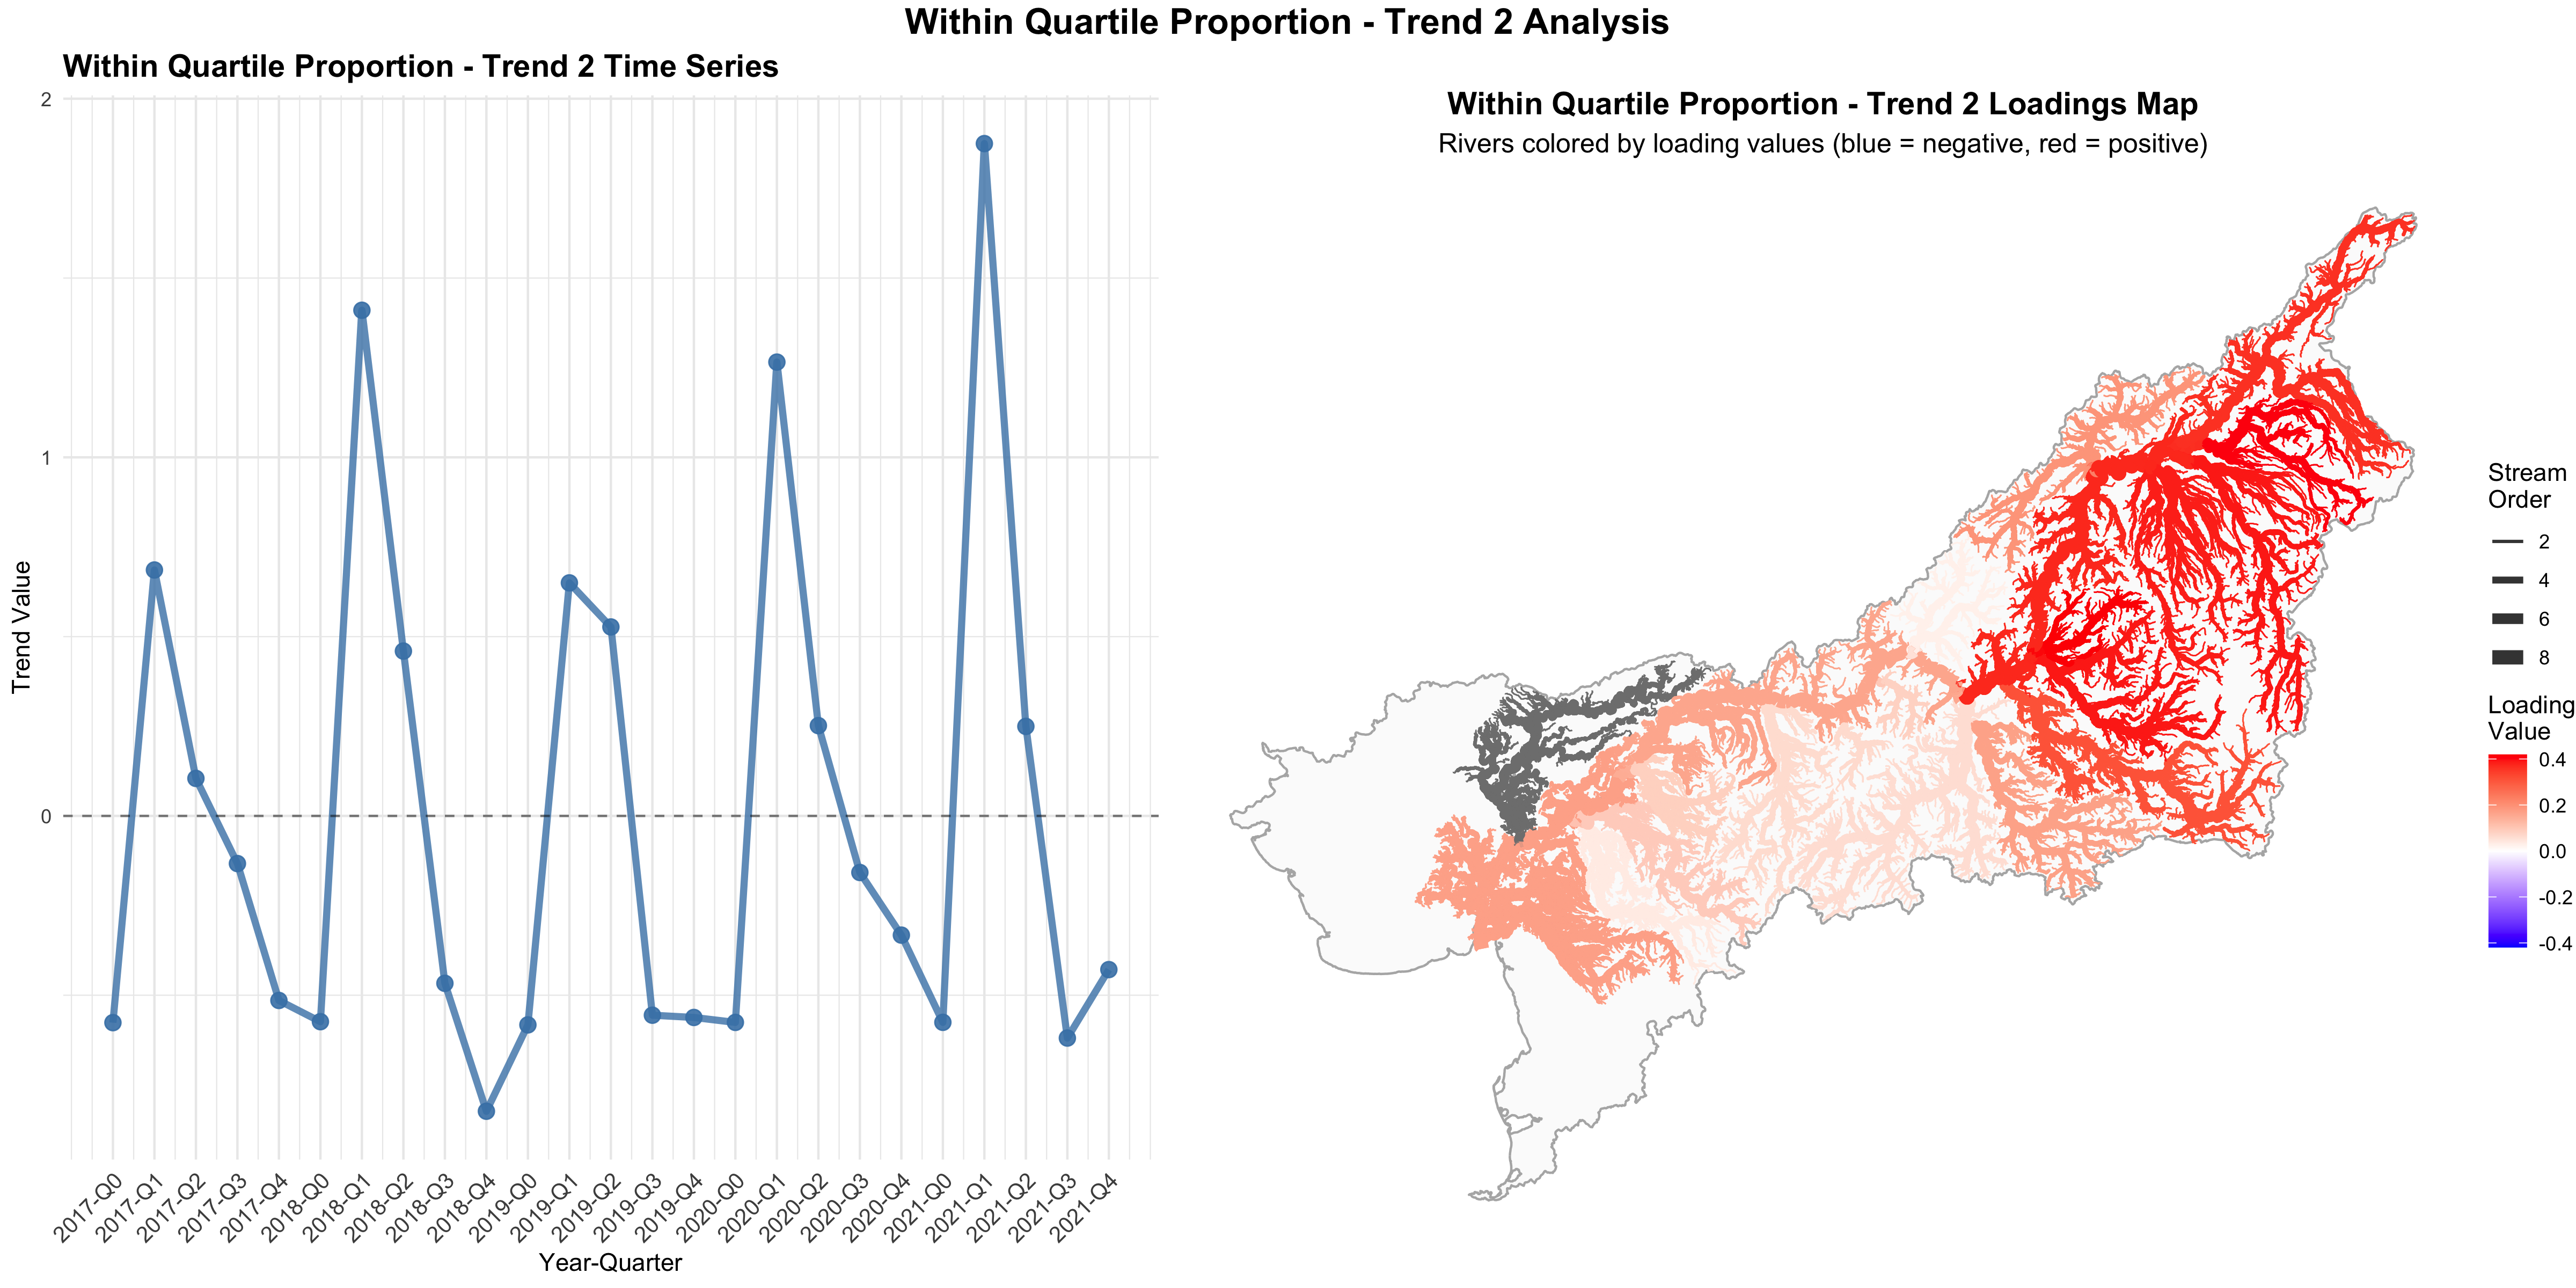 Within Quartile Proportion - Trend 2 Analysis
Within Quartile Proportion - Trend 2 Time Series
Trend Value
2
1
0
2017-Q0
2017-Q1
2017-Q2
2017-Q3
2017-Q4
2018-Q0
2018-Q1
2018-Q2
2018-Q3
2018-Q4
2019-Q0
2019-Q1
2019-Q2
2019-Q3
2019-Q4
2020-Q0
2020-Q1
2020-Q2
2020-Q3
2020-Q4
2021-Q0
2021-Q1
2021-Q2
2021-Q3
2021-Q4
Year-Quarter
Within Quartile Proportion - Trend 2 Loadings Map
Rivers colored by loading values (blue = negative, red = positive)
Stream
Order
2
4
6
8
Loading
Value
0.4
0.2
0.0
-0.2
-0.4